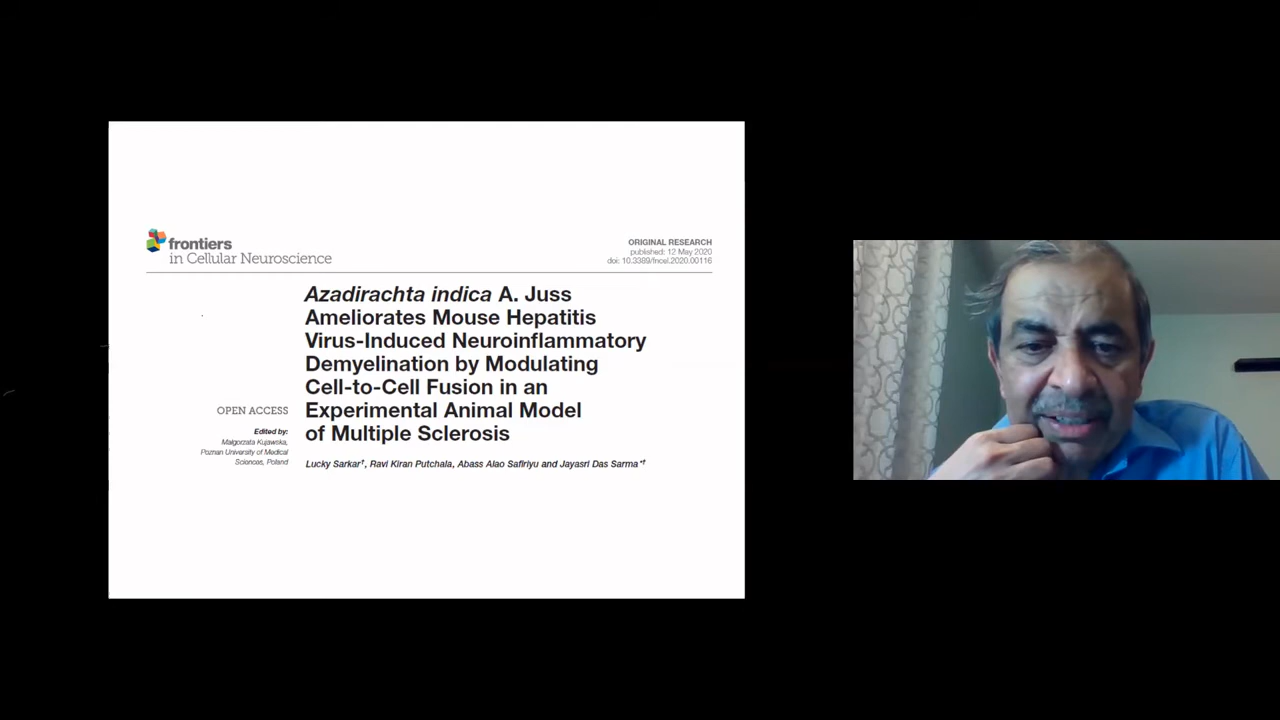 frontiers
in Cellular Neuroscience
ORIGINAL RESEARCH
published: 12 May 2020
doi: 10.3389/fncel.2020.00116
Azadirachta indica A. Juss
Ameliorates Mouse Hepatitis
Virus-Induced Neuroinflammatory
Demyelination by Modulating
Cell-to-Cell Fusion in an
Experimental Animal Model
of Multiple Sclerosis
OPEN ACCESS
Edited by:
Małgorzata Kujawska,
Poznan University of Medical
Sciences, Poland
Lucky Sarkar†, Ravi Kiran Putchala, Abass Alao Safiriyu and Jayasri Das Sarma*†